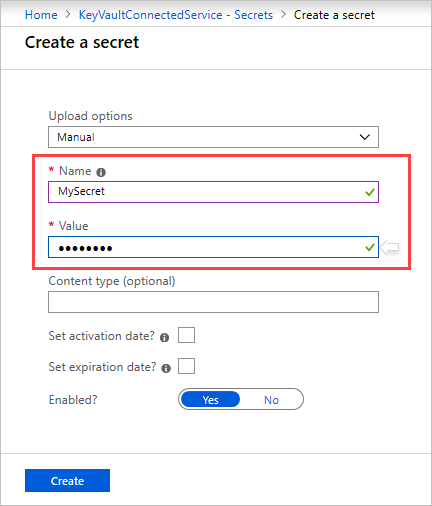 Home > KeyVaultConnectedService - Secrets > Create a secret
Create a secret
Upload options
Manual
* Name
MySecret
* Value
••••••••
Content type (optional)
Set activation date?
Set expiration date?
Enabled? Yes No
Create